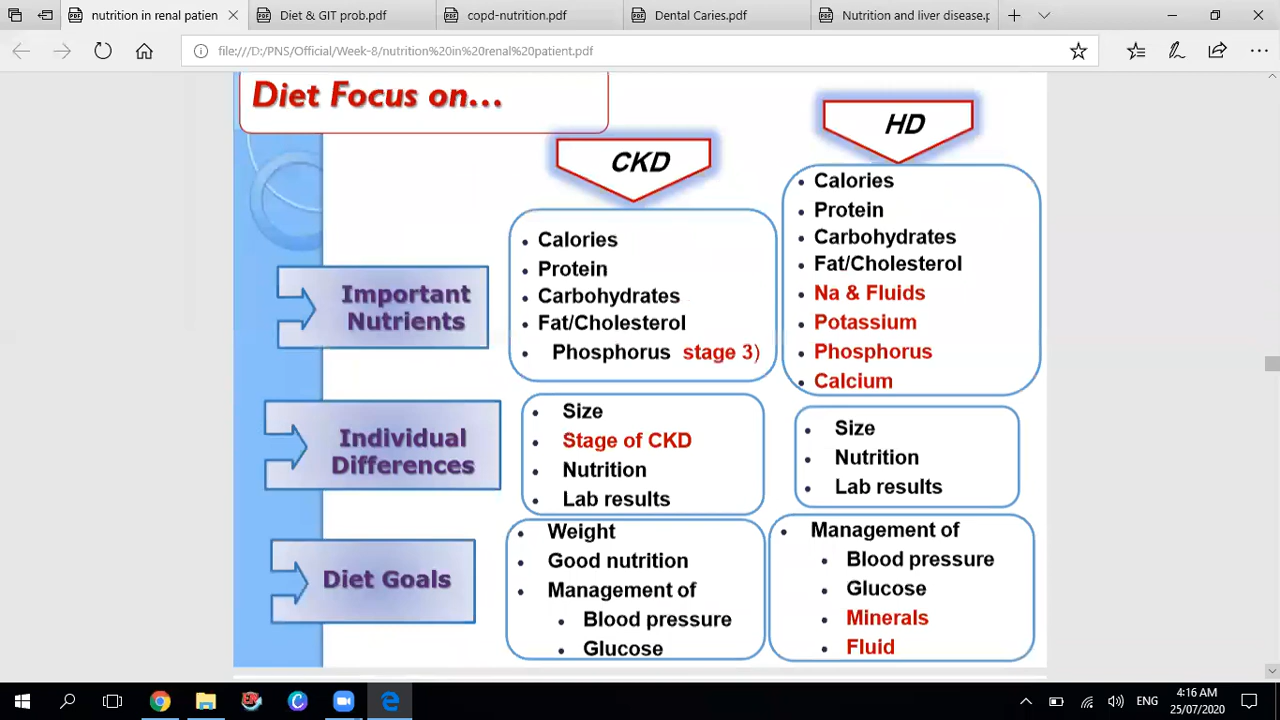 nutrition in renal patien
Diet & GIT prob.pdf
copd-nutrition.pdf
Dental Caries.pdf
Nutrition and liver disease.p
file:///D:/PNS/Official/Week-8/nutrition%20in%20renal%20patient.pdf
Diet Focus on...
CKD
HD
Important
Nutrients
• Calories
• Protein
• Carbohydrates
• Fat/Cholesterol
• Phosphorus stage 3)
• Calories
• Protein
• Carbohydrates
• Fat/Cholesterol
• Na & Fluids
• Potassium
• Phosphorus
• Calcium
Individual
Differences
• Size
• Stage of CKD
• Nutrition
• Lab results
• Size
• Nutrition
• Lab results
Diet Goals
• Weight
• Good nutrition
• Management of
• Blood pressure
• Glucose
• Management of
• Blood pressure
• Glucose
• Minerals
• Fluid
ENG
4:16 AM
25/07/2020